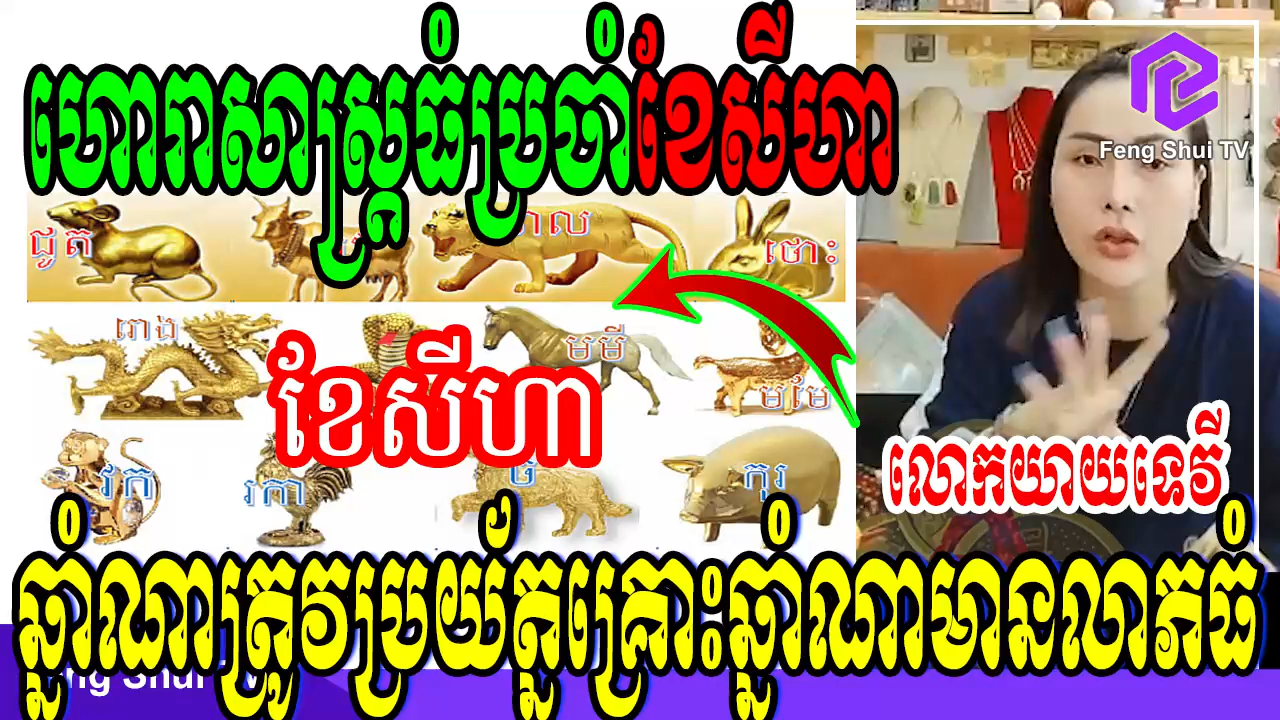 ហោរាសាស្ត្រធំប្រចាំខែសីហា
Feng Shui TV
ជូត
ថោះ
រោង
មមី
មមែ
ខែសីហា
វក
រកា
កុរ
លោកយាយទេវី
ឆ្នាំណាត្រូវប្រយ័ត្នគ្រោះឆ្នាំណាមានលាភធំ